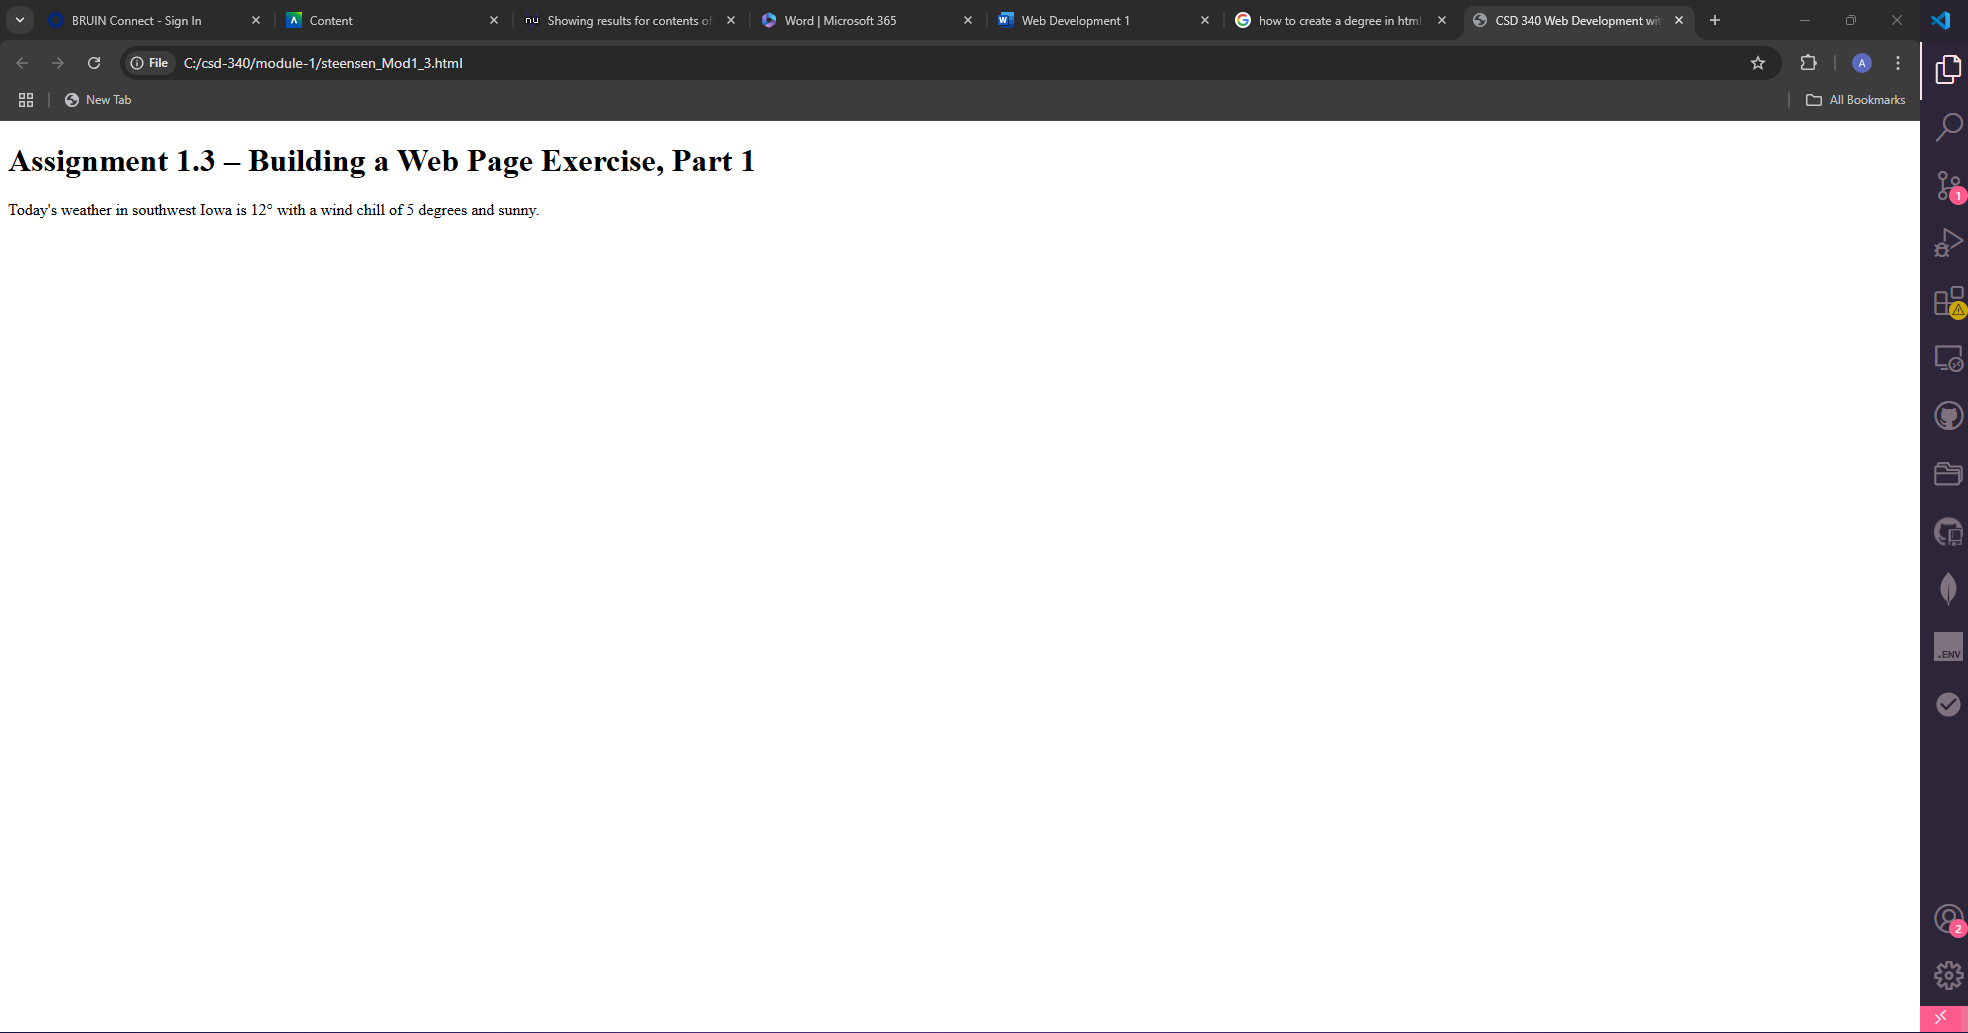 BRUIN Connect - Sign In
Content
nu Showing results for contents of
Word | Microsoft 365
Web Development 1
how to create a degree in html
CSD 340 Web Development wit
File C:/csd-340/module-1/steensen_Mod1_3.html
A
New Tab
All Bookmarks
Assignment 1.3 – Building a Web Page Exercise, Part 1
Today's weather in southwest Iowa is 12° with a wind chill of 5 degrees and sunny.
1
.ENV
2